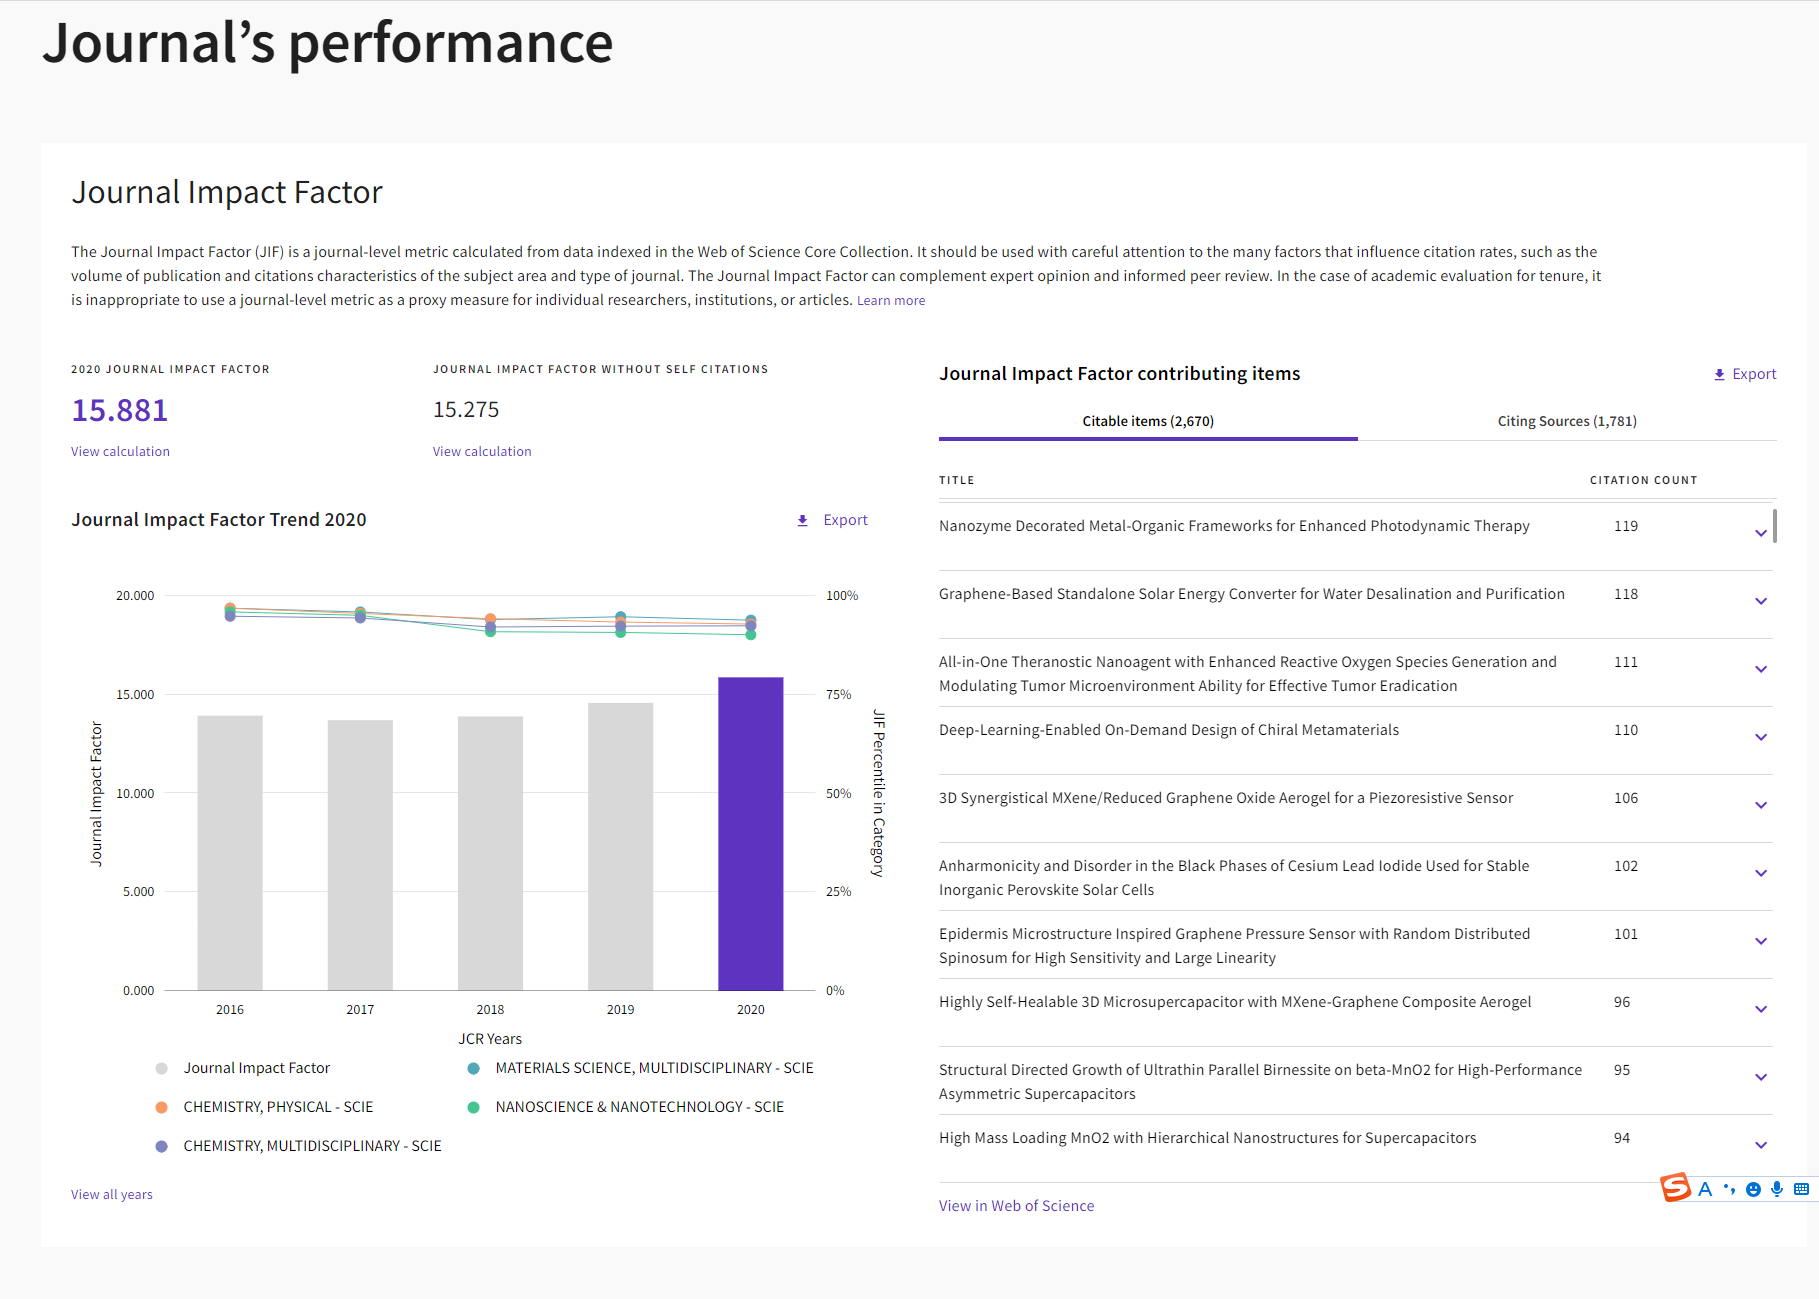 Journal’s performance
Journal Impact Factor
The Journal Impact Factor (JIF) is a journal-level metric calculated from data indexed in the Web of Science Core Collection. It should be used with careful attention to the many factors that influence citation rates, such as the
volume of publication and citations characteristics of the subject area and type of journal. The Journal Impact Factor can complement expert opinion and informed peer review. In the case of academic evaluation for tenure, it
is inappropriate to use a journal-level metric as a proxy measure for individual researchers, institutions, or articles. Learn more
2020 JOURNAL IMPACT FACTOR
15.881
View calculation
JOURNAL IMPACT FACTOR WITHOUT SELF CITATIONS
15.275
View calculation
Journal Impact Factor Trend 2020
Export
20.000
15.000
10.000
5.000
0.000
Journal Impact Factor
100%
75%
50%
25%
0%
JIF Percentile in Category
2016
2017
2018
2019
2020
JCR Years
Journal Impact Factor
MATERIALS SCIENCE, MULTIDISCIPLINARY - SCIE
CHEMISTRY, PHYSICAL - SCIE
NANOSCIENCE & NANOTECHNOLOGY - SCIE
CHEMISTRY, MULTIDISCIPLINARY - SCIE
View all years
Journal Impact Factor contributing items
Export
Citable items (2,670)
Citing Sources (1,781)
TITLE
CITATION COUNT
Nanozyme Decorated Metal-Organic Frameworks for Enhanced Photodynamic Therapy
119
Graphene-Based Standalone Solar Energy Converter for Water Desalination and Purification
118
All-in-One Theranostic Nanoagent with Enhanced Reactive Oxygen Species Generation and
Modulating Tumor Microenvironment Ability for Effective Tumor Eradication
111
Deep-Learning-Enabled On-Demand Design of Chiral Metamaterials
110
3D Synergistical MXene/Reduced Graphene Oxide Aerogel for a Piezoresistive Sensor
106
Anharmonicity and Disorder in the Black Phases of Cesium Lead Iodide Used for Stable
Inorganic Perovskite Solar Cells
102
Epidermis Microstructure Inspired Graphene Pressure Sensor with Random Distributed
Spinosum for High Sensitivity and Large Linearity
101
Highly Self-Healable 3D Microsupercapacitor with MXene-Graphene Composite Aerogel
96
Structural Directed Growth of Ultrathin Parallel Birnessite on beta-MnO2 for High-Performance
Asymmetric Supercapacitors
95
High Mass Loading MnO2 with Hierarchical Nanostructures for Supercapacitors
94
View in Web of Science
S A